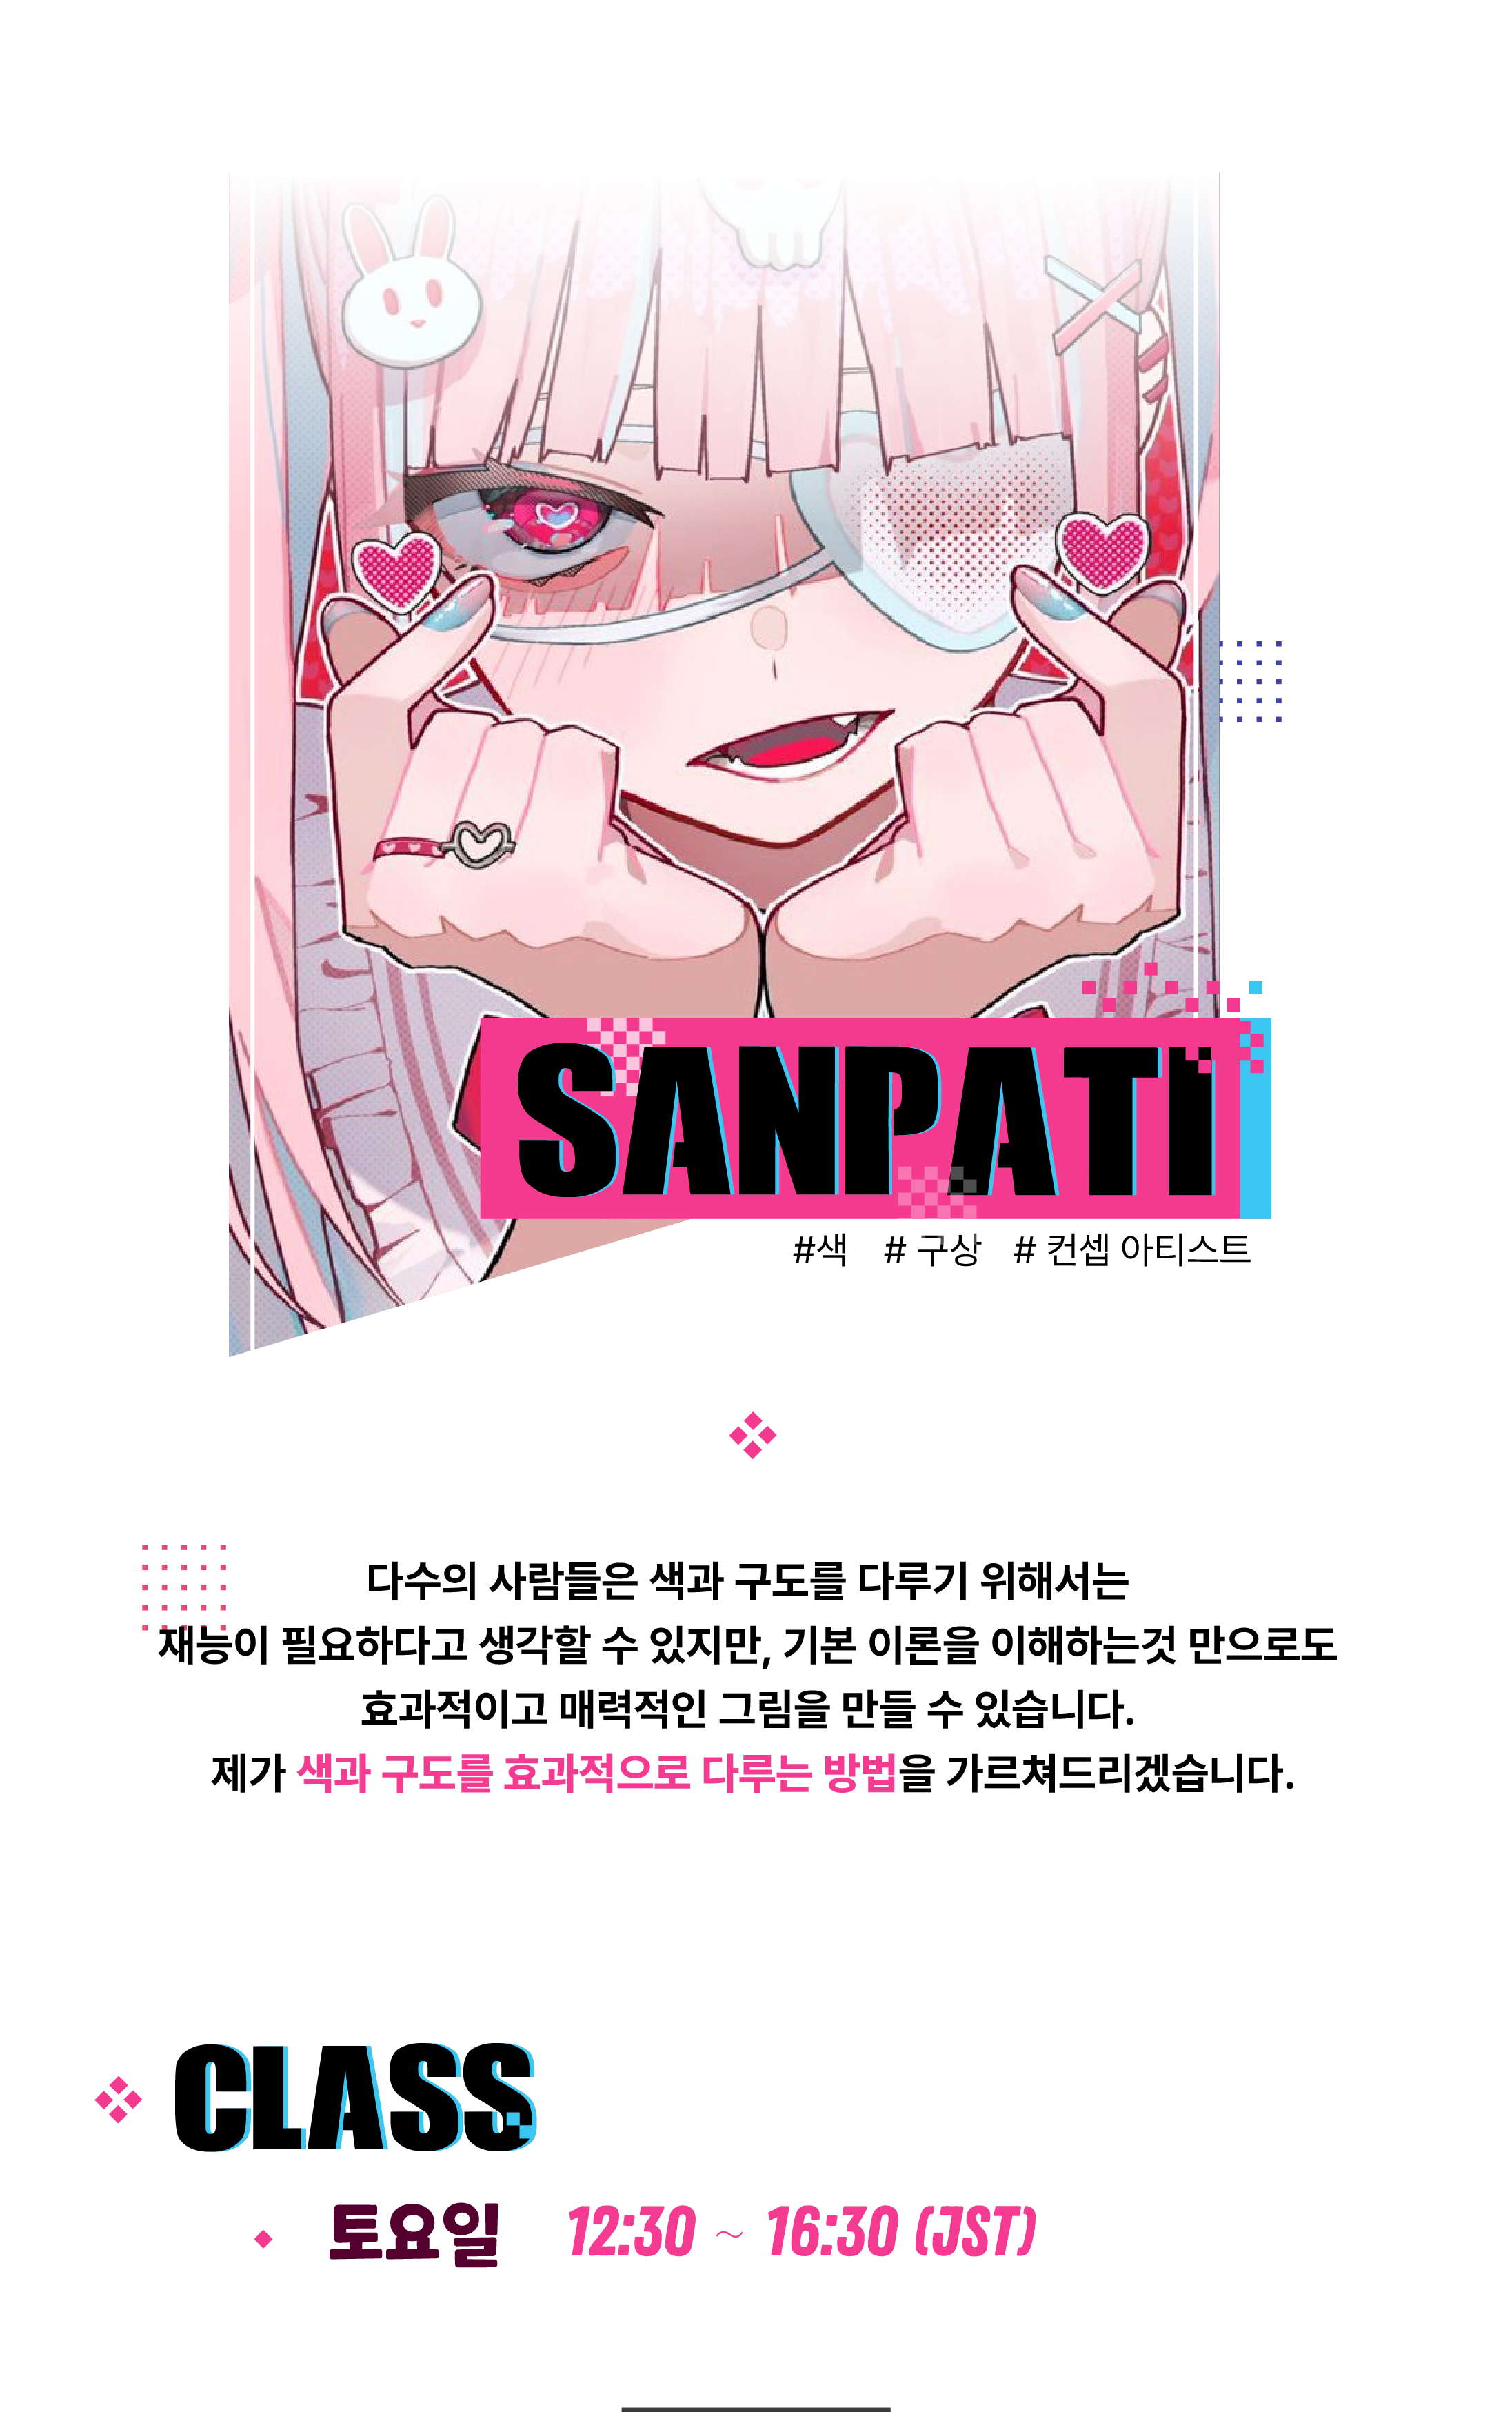 SANPATI
#색 # 구상 # 컨셉 아티스트
다수의 사람들은 색과 구도를 다루기 위해서는
재능이 필요하다고 생각할 수 있지만, 기본 이론을 이해하는것 만으로도
효과적이고 매력적인 그림을 만들 수 있습니다.
제가 색과 구도를 효과적으로 다루는 방법을 가르쳐드리겠습니다.
CLASS
토요일 12:30 ~ 16:30 (JST)